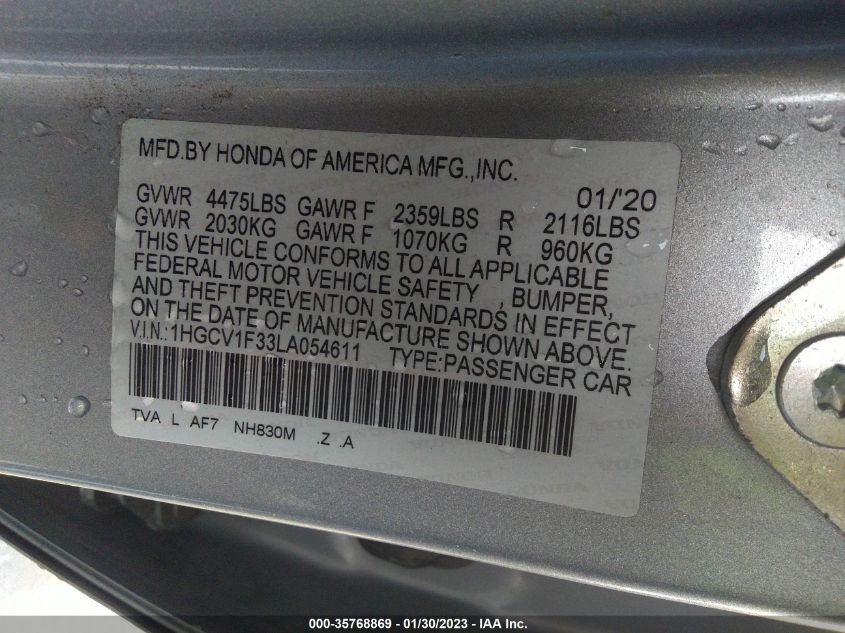 MFD.BY HONDA OF AMERICA MFG.,INC.
01/'20
GVWR 4475LBS GAWR F 2359LBS R 2116LBS
GVWR 2030KG GAWR F 1070KG R 960KG
THIS VEHICLE CONFORMS TO ALL APPLICABLE
FEDERAL MOTOR VEHICLE SAFETY , BUMPER,
AND THEFT PREVENTION STANDARDS IN EFFECT
ON THE DATE OF MANUFACTURE SHOWN ABOVE.
V.I.N.:1HGCV1F33LA054611 TYPE:PASSENGER CAR
TVA L AF7 NH830M .Z .A
000-35768869 / 01/30/2023 / IAA Inc.